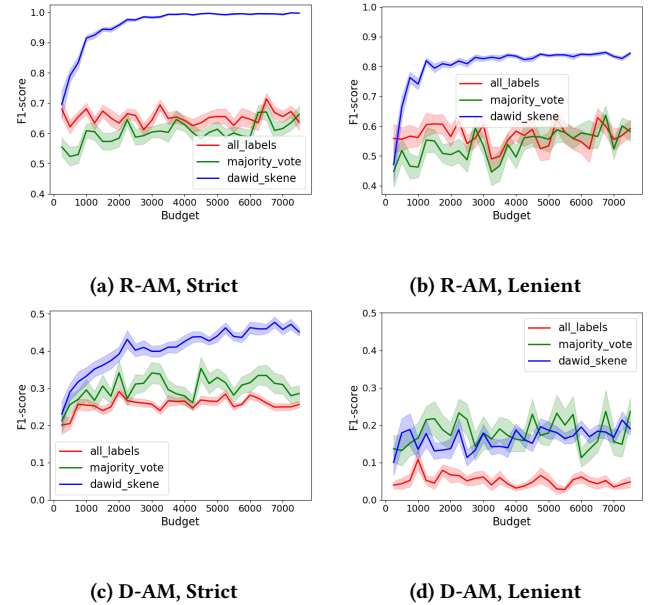 1.0
0.9
0.8
0.7
0.6
0.5
0.4
F1-score
all_labels
majority_vote
dawid_skene
0 1000 2000 3000 4000 5000 6000 7000
Budget
(a) R-AM, Strict
1.0
0.9
0.8
0.7
0.6
0.5
0.4
F1-score
all_labels
majority_vote
dawid_skene
0 1000 2000 3000 4000 5000 6000 7000
Budget
(b) R-AM, Lenient
0.5
0.4
0.3
0.2
0.1
0.0
F1-score
all_labels
majority_vote
dawid_skene
0 1000 2000 3000 4000 5000 6000 7000
Budget
(c) D-AM, Strict
0.5
0.4
0.3
0.2
0.1
0.0
F1-score
all_labels
majority_vote
dawid_skene
0 1000 2000 3000 4000 5000 6000 7000
Budget
(d) D-AM, Lenient